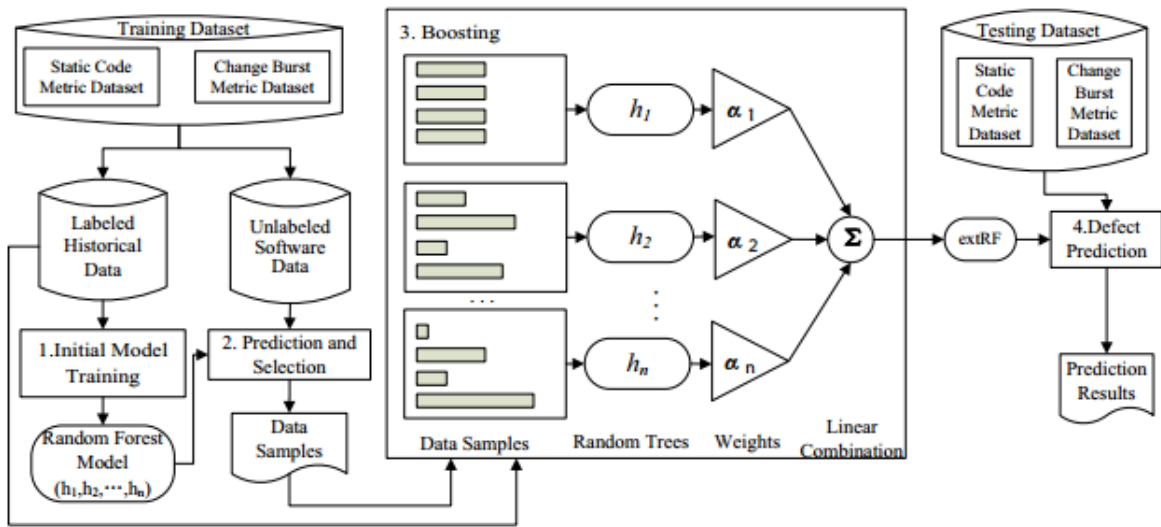 Training Dataset
Static Code
Metric Dataset
Change Burst
Metric Dataset
Labeled
Historical
Data
Unlabeled
Software
Data
1.Initial Model
Training
2. Prediction and
Selection
Random Forest
Model
(h₁,h₂,⋯,hₙ)
Data
Samples
3. Boosting
h₁
α 1
h₂
α 2
Σ
. . .
hₙ
α n
Data Samples
Random Trees
Weights
Linear
Combination
extRF
Testing Dataset
Static
Code
Metric
Dataset
Change
Burst
Metric
Dataset
4.Defect
Prediction
Prediction
Results